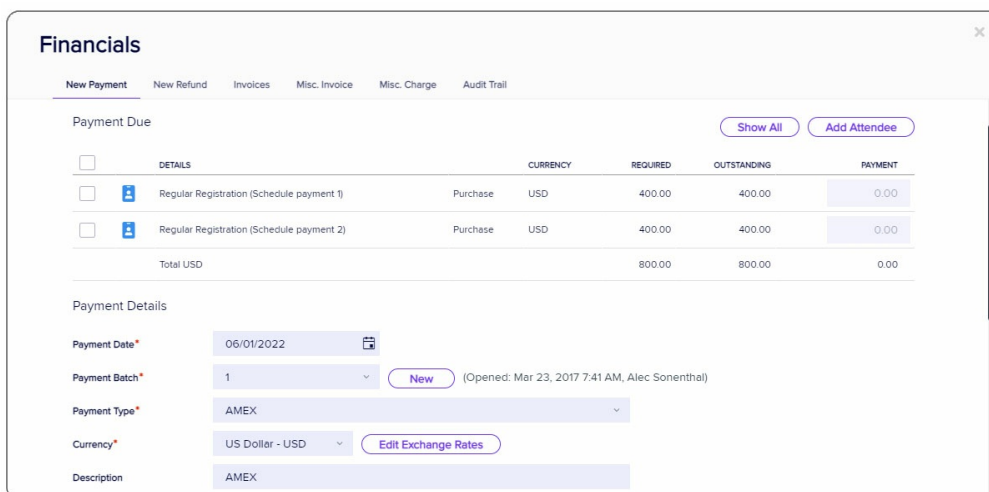 Financials
New Payment New Refund Invoices Misc. Invoice Misc. Charge Audit Trail
Payment Due Show All Add Attendee
DETAILS CURRENCY REQUIRED OUTSTANDING PAYMENT
Regular Registration (Schedule payment 1) Purchase USD 400.00 400.00 0.00
Regular Registration (Schedule payment 2) Purchase USD 400.00 400.00 0.00
Total USD 800.00 800.00 0.00
Payment Details
Payment Date* 06/01/2022
Payment Batch* 1 New (Opened: Mar 23, 2017 7:41 AM, Alec Sonenthal)
Payment Type* AMEX
Currency* US Dollar - USD Edit Exchange Rates
Description AMEX